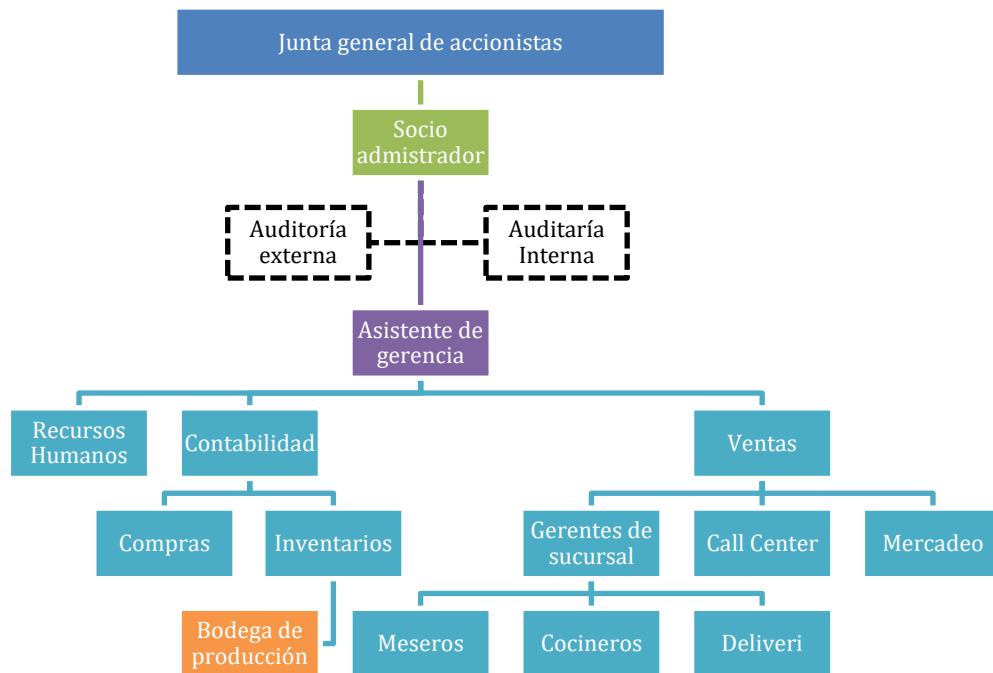 Junta general de accionistas
Socio
admistrador
Auditoría
externa
Auditaría
Interna
Asistente de
gerencia
Recursos
Humanos
Contabilidad
Ventas
Compras
Inventarios
Gerentes de
sucursal
Call Center
Mercadeo
Bodega de
producción
Meseros
Cocineros
Deliveri